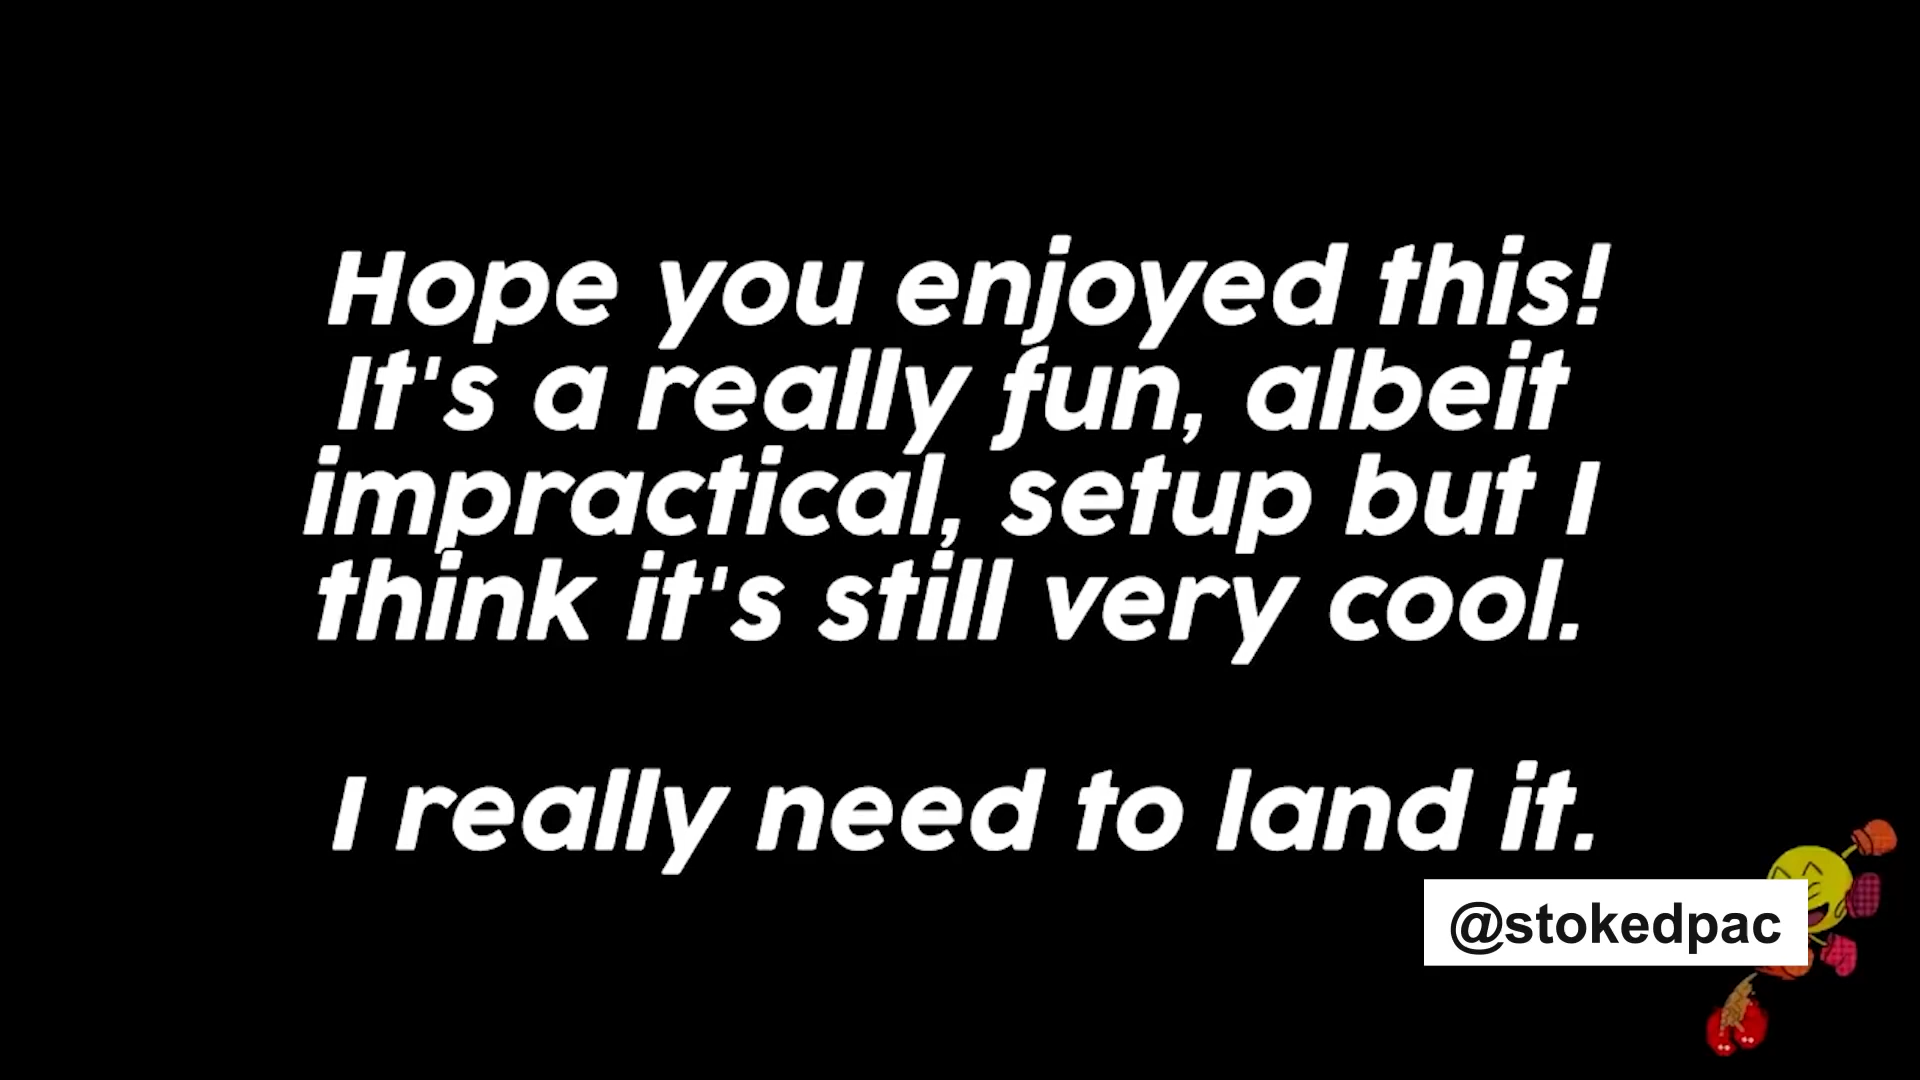 Hope you enjoyed this!
It's a really fun, albeit
impractical, setup but I
think it's still very cool.
I really need to land it.
@stokedpac